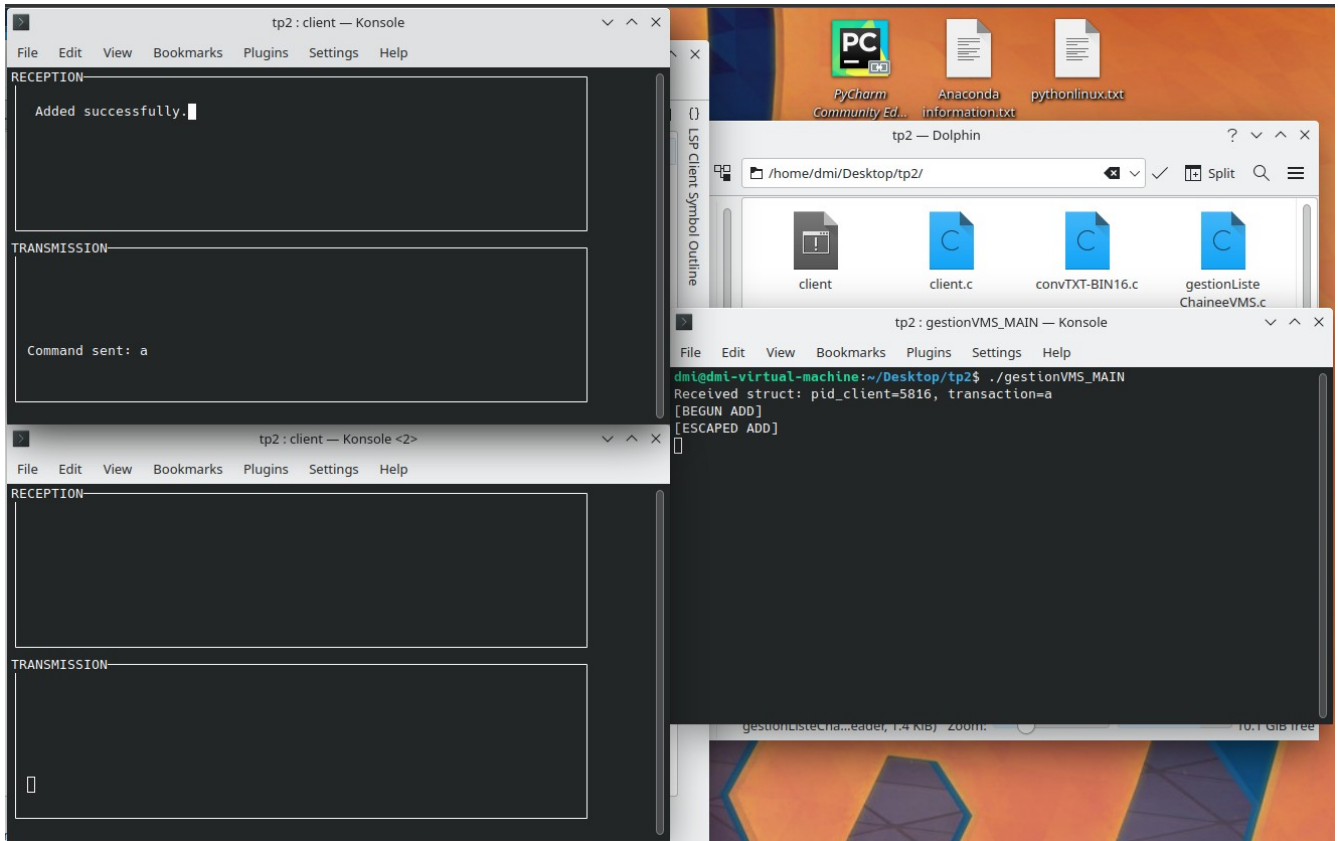 tp2 : client — Konsole
File Edit View Bookmarks Plugins Settings Help
RECEPTION
Added successfully.
TRANSMISSION
Command sent: a
tp2 : client — Konsole <2>
File Edit View Bookmarks Plugins Settings Help
RECEPTION
TRANSMISSION
{} LSP Client Symbol Outline
PC
PyCharm
Community Ed...
Anaconda
information.txt
pythonlinux.txt
tp2 — Dolphin
/home/dmi/Desktop/tp2/
Split
client
client.c
convTXT-BIN16.c
gestionListe
ChaineeVMS.c
tp2 : gestionVMS_MAIN — Konsole
File Edit View Bookmarks Plugins Settings Help
dmi@dmi-virtual-machine:~/Desktop/tp2$ ./gestionVMS_MAIN
Received struct: pid_client=5816, transaction=a
[BEGUN ADD]
[ESCAPED ADD]
gestionListeCha...eader, 1.4 KiB) Zoom: 10.1 GiB free